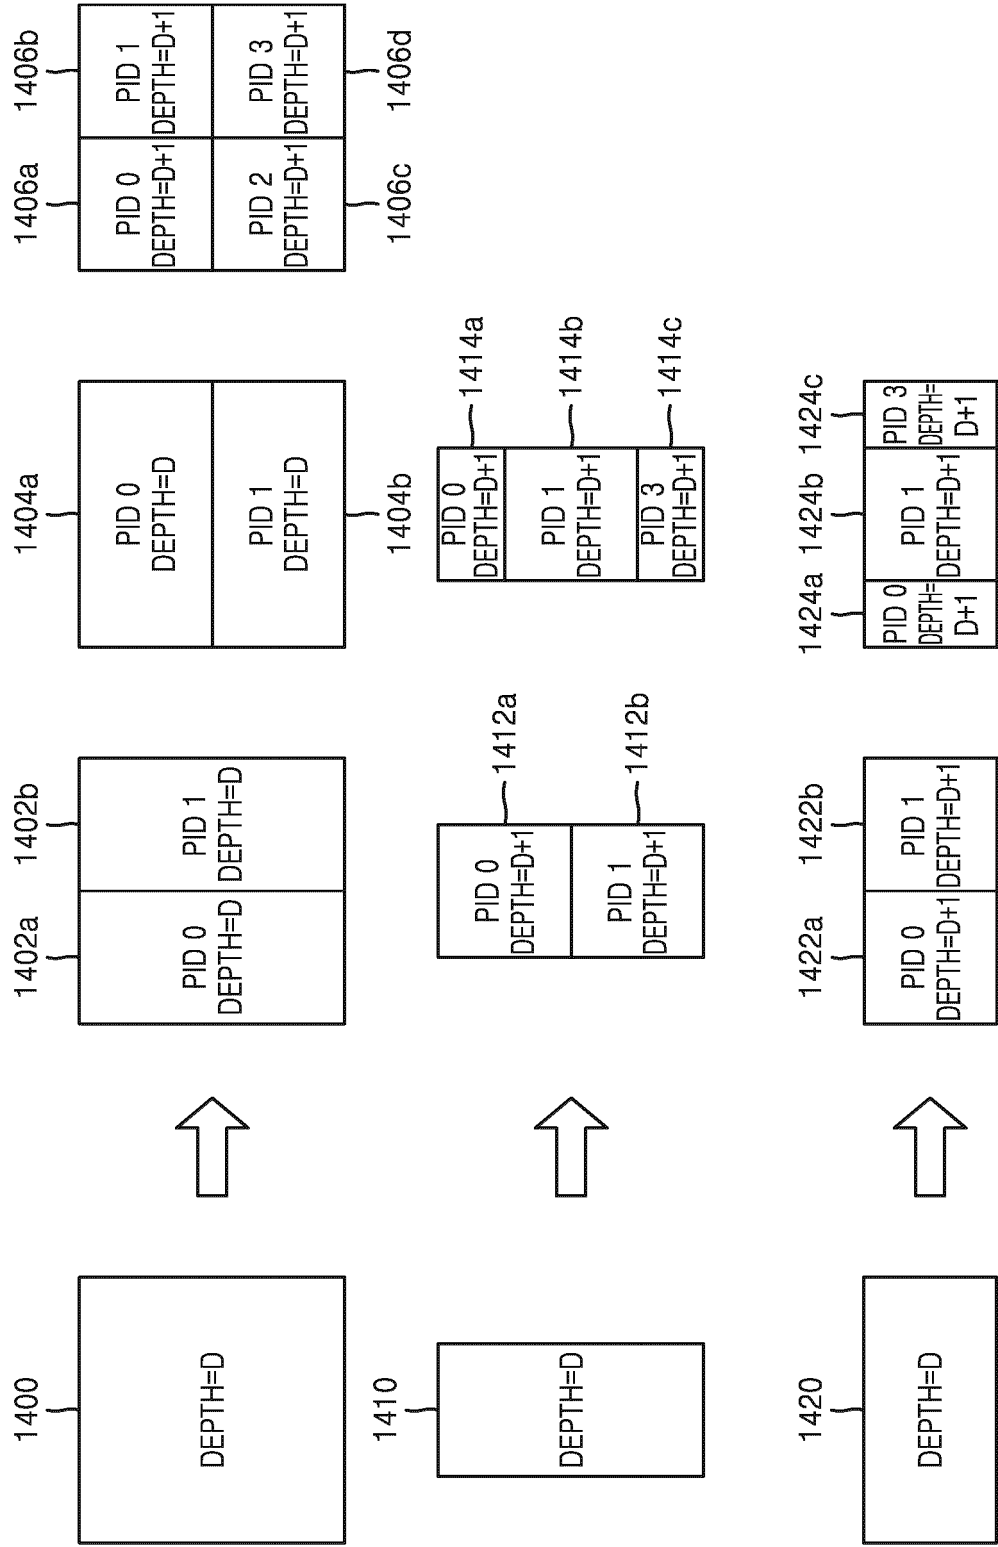 1400
1402a
1402b
1404a
1406a
1406b
DEPTH=D
PID 0
DEPTH=D
PID 1
DEPTH=D
PID 0
DEPTH=D
PID 1
DEPTH=D
PID 0
DEPTH=D+1
PID 1
DEPTH=D+1
PID 2
DEPTH=D+1
PID 3
DEPTH=D+1
1404b
1406c
1406d
1410
DEPTH=D
PID 0
DEPTH=D+1
1412a
PID 1
DEPTH=D+1
1412b
PID 0
DEPTH=D+1
1414a
PID 1
DEPTH=D+1
1414b
PID 3
DEPTH=D+1
1414c
1420
1422a
1422b
1424a
1424b
1424c
DEPTH=D
PID 0
DEPTH=D+1
PID 1
DEPTH=D+1
PID 0
DEPTH=
D+1
PID 1
DEPTH=D+1
PID 3
DEPTH=
D+1